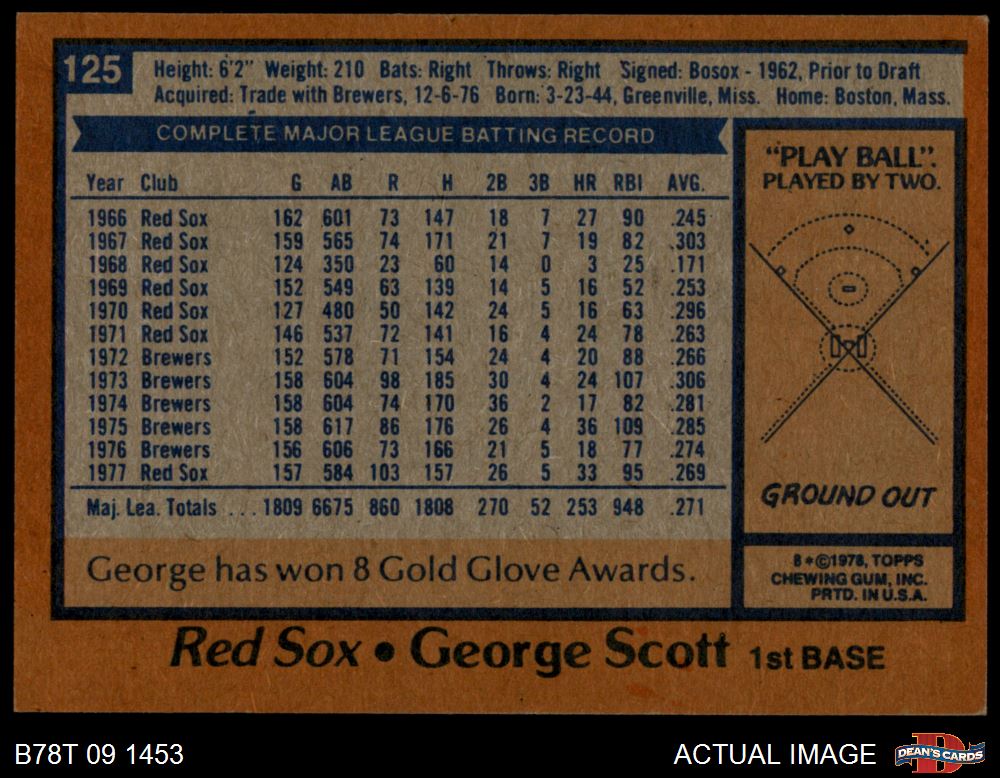 125
Height: 6'2" Weight: 210 Bats: Right Throws: Right Signed: Bosox - 1962, Prior to Draft
Acquired: Trade with Brewers, 12-6-76 Born: 3-23-44, Greenville, Miss. Home: Boston, Mass.
COMPLETE MAJOR LEAGUE BATTING RECORD
Year Club G AB R H 2B 3B HR RBI AVG.
1966 Red Sox 162 601 73 147 18 7 27 90 .245
1967 Red Sox 159 565 74 171 21 7 19 82 .303
1968 Red Sox 124 350 23 60 14 0 3 25 .171
1969 Red Sox 152 549 63 139 14 5 16 52 .253
1970 Red Sox 127 480 50 142 24 5 16 63 .296
1971 Red Sox 146 537 72 141 16 4 24 78 .263
1972 Brewers 152 578 71 154 24 4 20 88 .266
1973 Brewers 158 604 98 185 30 4 24 107 .306
1974 Brewers 158 604 74 170 36 2 17 82 .281
1975 Brewers 158 617 86 176 26 4 36 109 .285
1976 Brewers 156 606 73 166 21 5 18 77 .274
1977 Red Sox 157 584 103 157 26 5 33 95 .269
Maj. Lea. Totals ... 1809 6675 860 1808 270 52 253 948 .271
George has won 8 Gold Glove Awards.
"PLAY BALL".
PLAYED BY TWO.
GROUND OUT
8*©1978, TOPPS
CHEWING GUM, INC.
PRTD. IN U.S.A.
Red Sox • George Scott 1st BASE
B78T 09 1453
ACTUAL IMAGE
DEAN'S CARDS